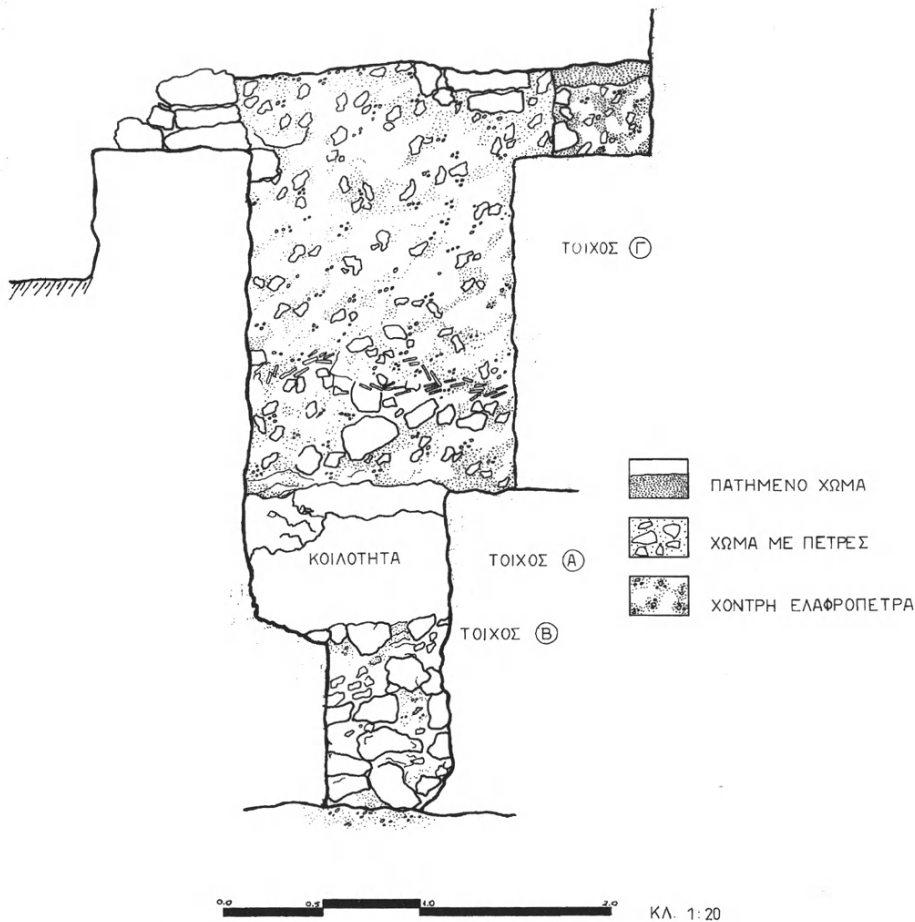 ΤΟΙΧΟΣ Γ
ΠΑΤΗΜΕΝΟ ΧΩΜΑ
ΧΩΜΑ ΜΕ ΠΕΤΡΕΣ
ΚΟΙΛΟΤΗΤΑ
ΤΟΙΧΟΣ Α
ΧΟΝΤΡΗ ΕΛΑΦΡΟΠΕΤΡΑ
ΤΟΙΧΟΣ Β
0.0 0.5 1.0 2.0
ΚΛ. 1:20